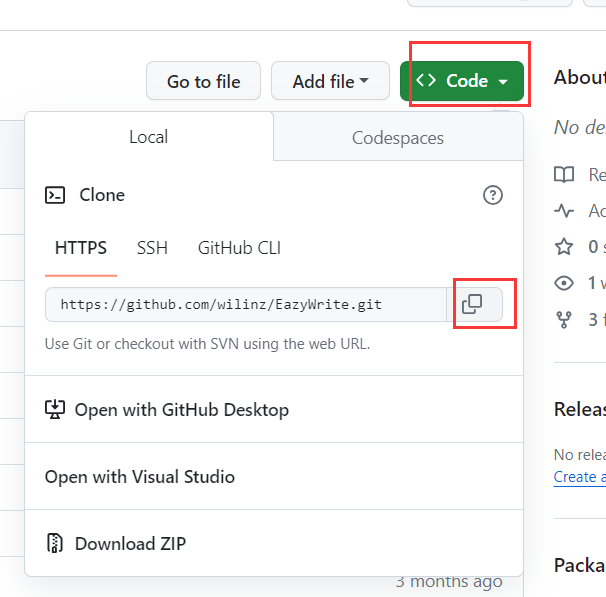 Go to file
Add file
<> Code
About
No de
Local
Codespaces
Clone
Re
Ac
HTTPS
SSH
GitHub CLI
0 s
1 w
https://github.com/wilinz/EazyWrite.git
3 f
Use Git or checkout with SVN using the web URL.
Open with GitHub Desktop
Releas
No relea
Open with Visual Studio
Create a
Download ZIP
Packa
3 months ago